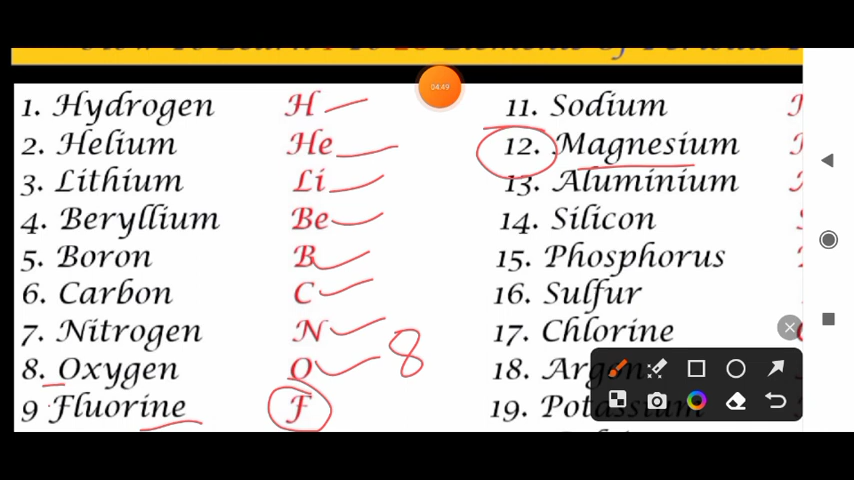 04:49
1. Hydrogen H 11. Sodium
2. Helium He 12. Magnesium
3. Lithium Li 13. Aluminium
4. Beryllium Be 14. Silicon
5. Boron B 15. Phosphorus
6. Carbon C 16. Sulfur
7. Nitrogen N 17. Chlorine
8. Oxygen O 8 18. Argon
9 Fluorine F 19. Potassium